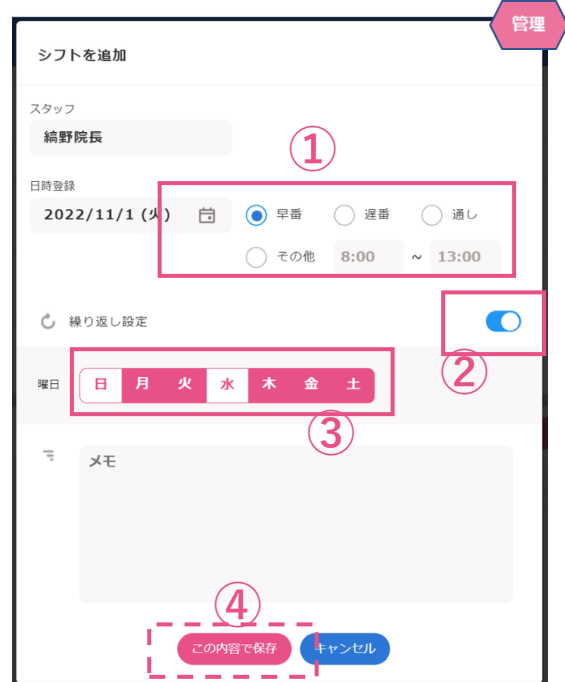 管理
シフトを追加
スタッフ
縞野院長
①
日時登録
2022/11/1 (火) 早番 遅番 通し
その他 8:00 ~ 13:00
繰り返し設定
②
曜日 日 月 火 水 木 金 土
③
メモ
④
この内容で保存 キャンセル